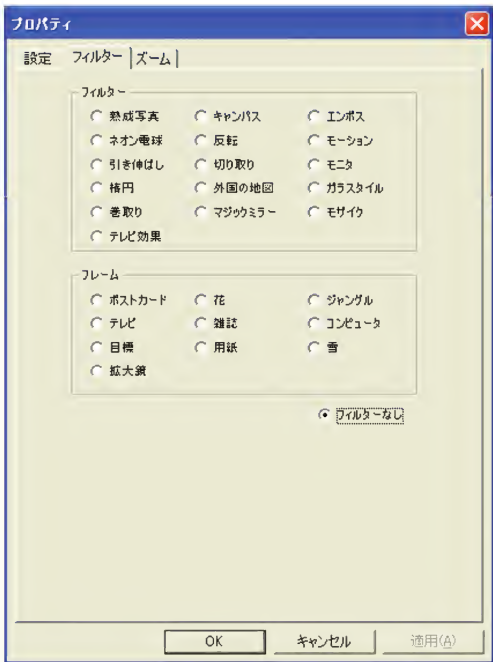 プロパティ
設定 フィルター ズーム
フィルター
熟成写真 キャンパス エンボス
ネオン電球 反転 モーション
引き伸ばし 切り取り モニタ
楕円 外国の地図 ガラスタイル
巻取り マジックミラー モザイク
テレビ効果
フレーム
ポストカード 花 ジャングル
テレビ 雑誌 コンピュータ
目標 用紙 雪
拡大鏡
フィルターなし
OK キャンセル 適用(A)